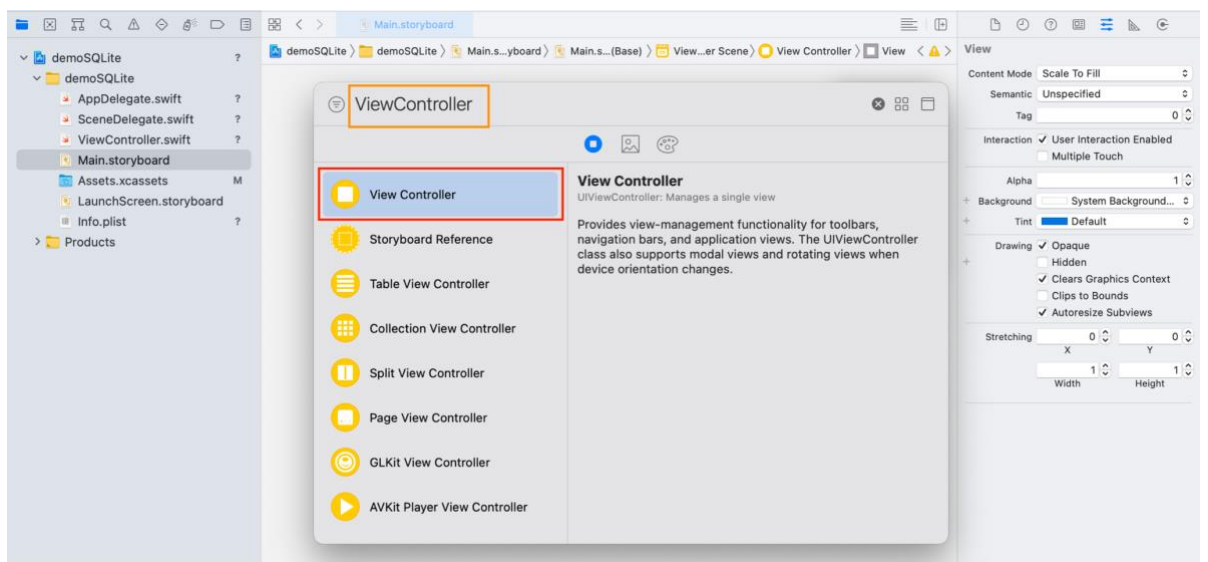 Main.storyboard
demoSQLite
?
demoSQLite
AppDelegate.swift
?
SceneDelegate.swift
?
ViewController.swift
?
Main.storyboard
Assets.xcassets
M
LaunchScreen.storyboard
Info.plist
?
Products
demoSQLite
demoSQLite
Main.s...yboard
Main.s...(Base)
View...er Scene
View Controller
View
ViewController
View Controller
Storyboard Reference
Table View Controller
Collection View Controller
Split View Controller
Page View Controller
GLKit View Controller
AVKit Player View Controller
View Controller
UIViewController: Manages a single view
Provides view-management functionality for toolbars,
navigation bars, and application views. The UIViewController
class also supports modal views and rotating views when
device orientation changes.
View
Content Mode Scale To Fill
Semantic Unspecified
Tag 0
Interaction User Interaction Enabled
Multiple Touch
Alpha 1
Background System Background...
Tint Default
Drawing Opaque
Hidden
Clears Graphics Context
Clips to Bounds
Autoresize Subviews
Stretching 0 0
X Y
1 1
Width Height